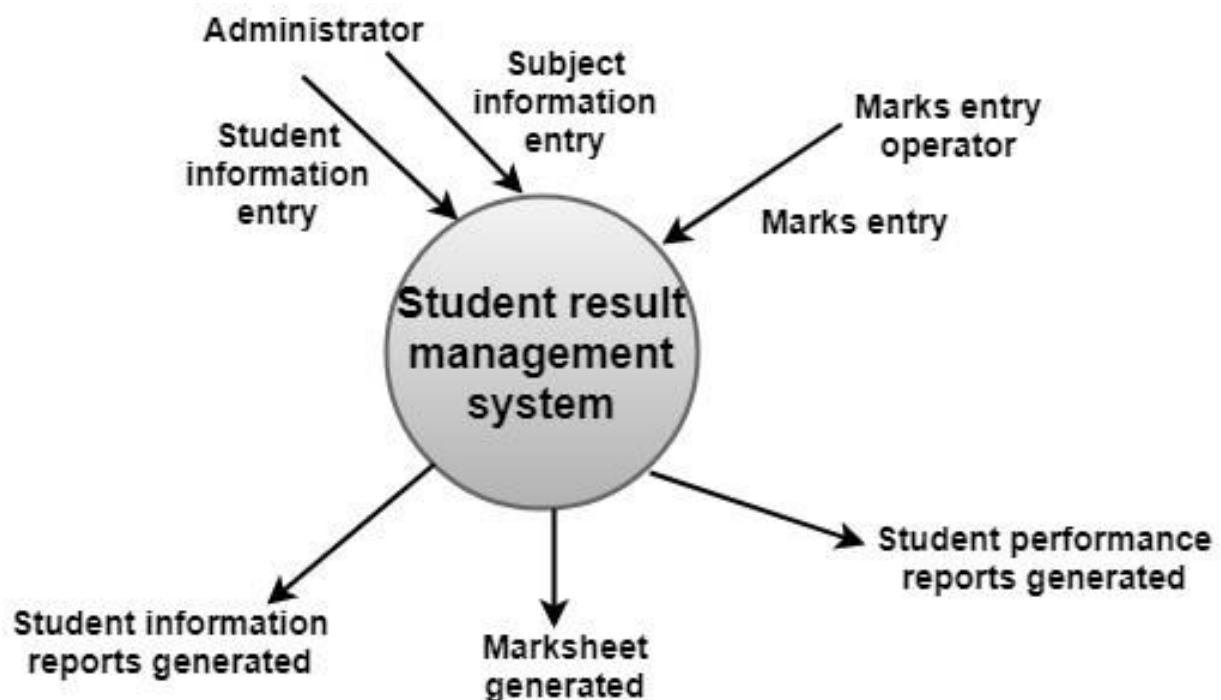 Administrator
Subject
information
entry
Student
information
entry
Marks entry
operator
Marks entry
Student result
management
system
Student information
reports generated
Marksheet
generated
Student performance
reports generated